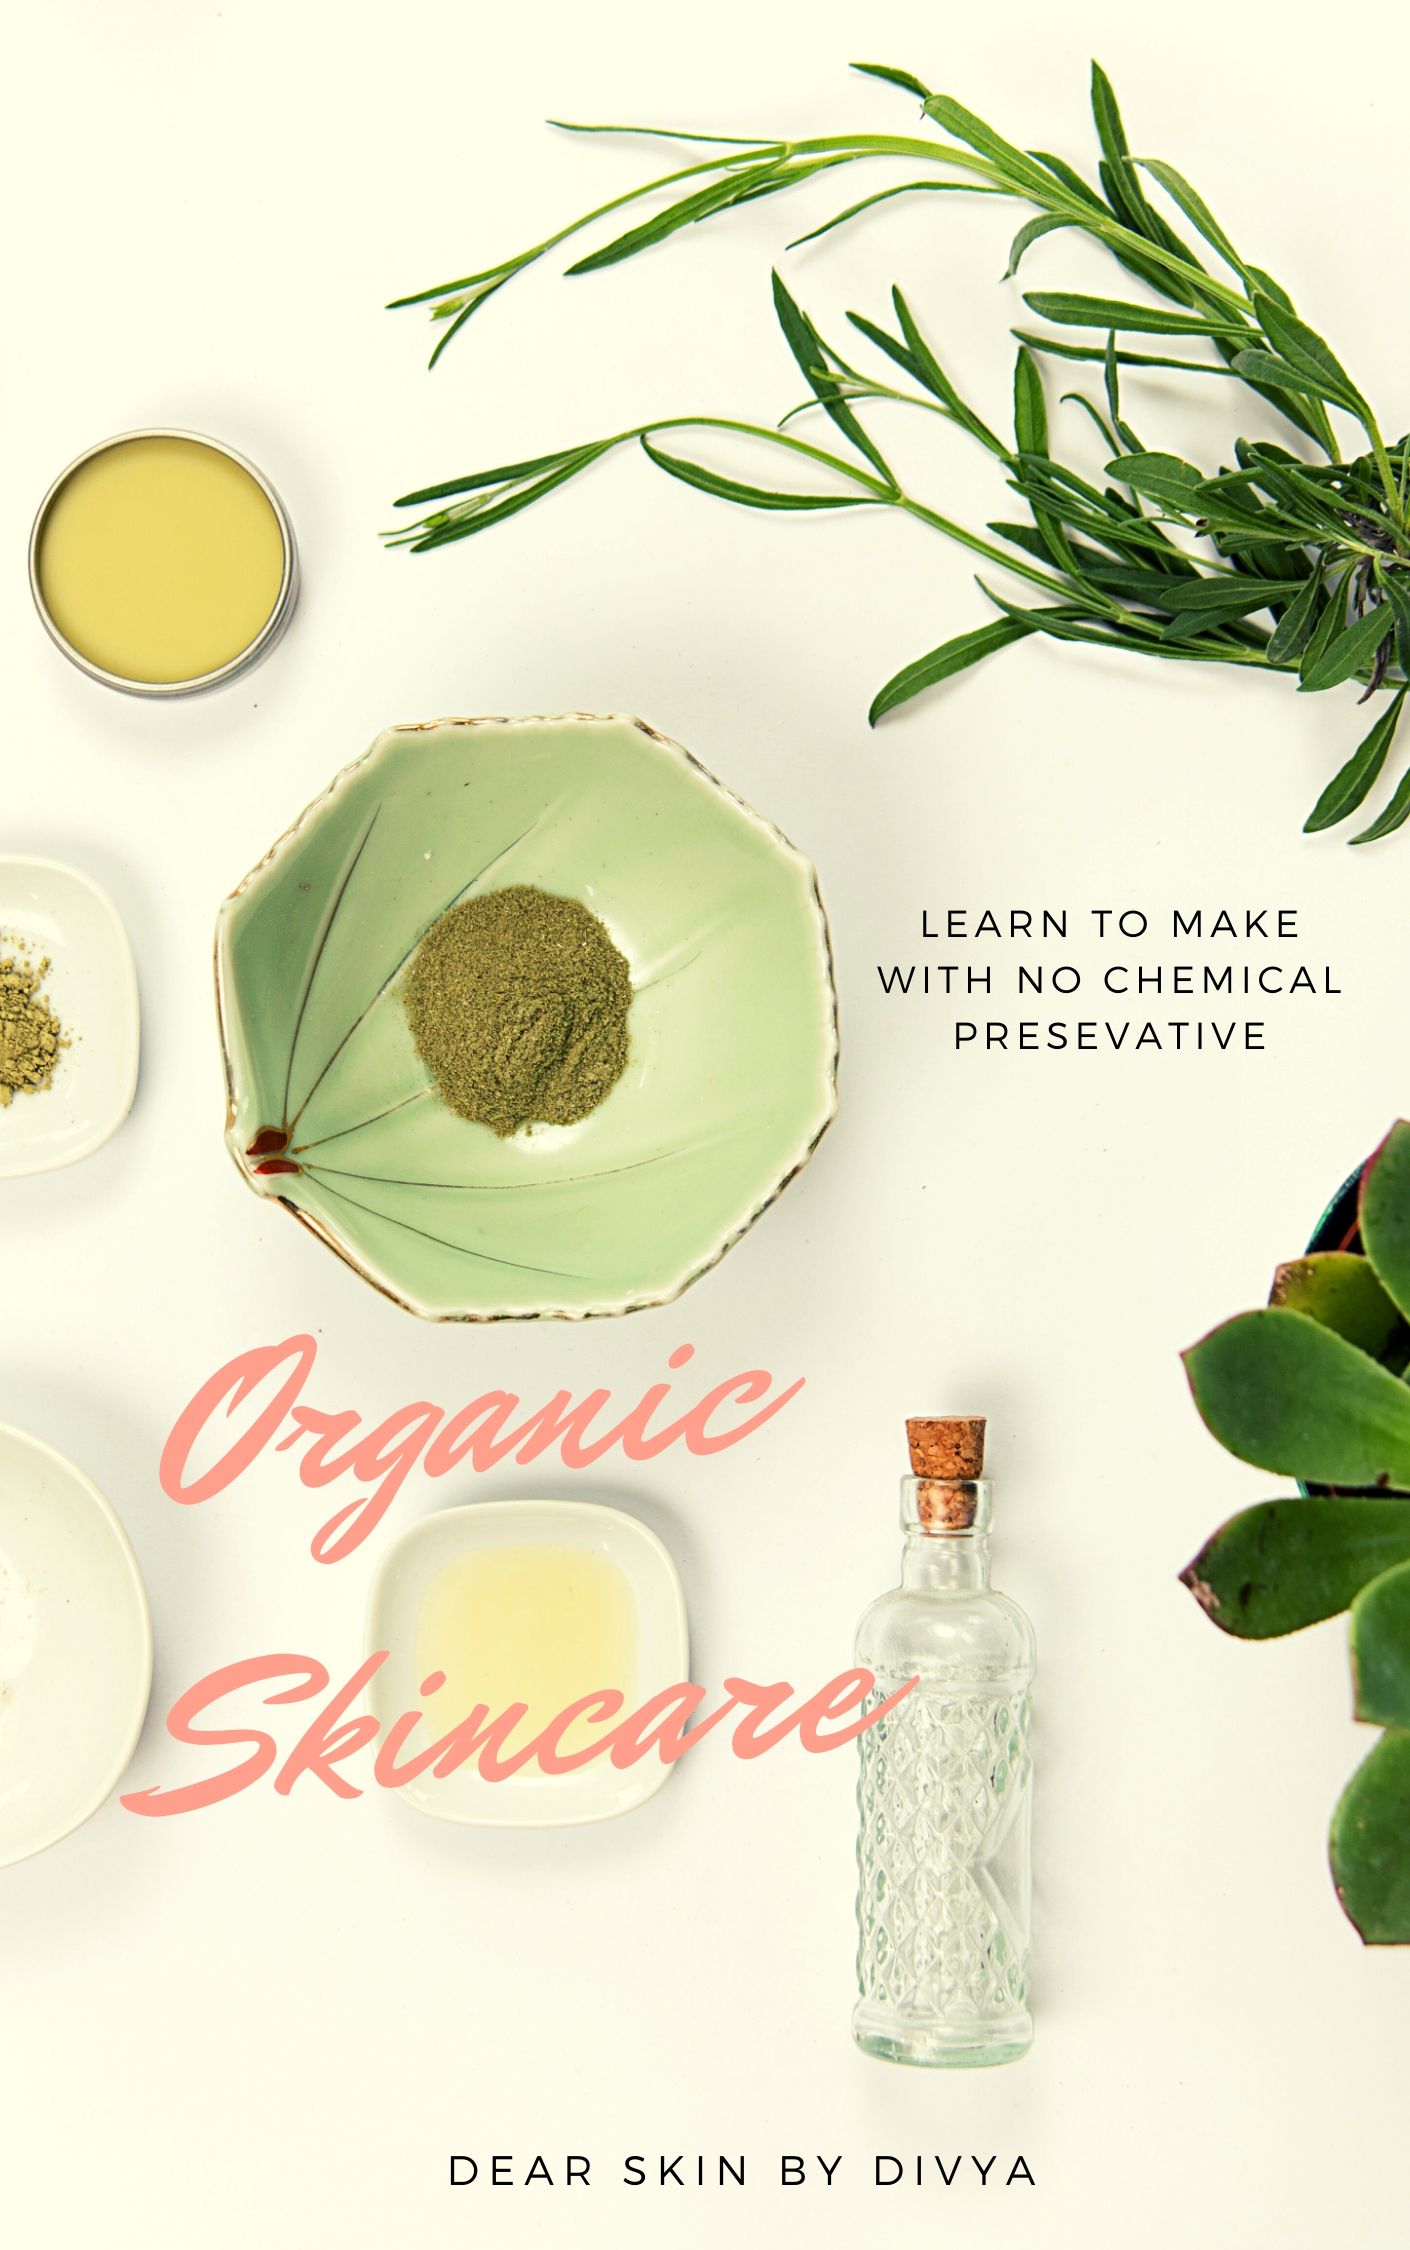 LEARN TO MAKE
WITH NO CHEMICAL
PRESEVATIVE
Organic
Skincare
DEAR SKIN BY DIVYA